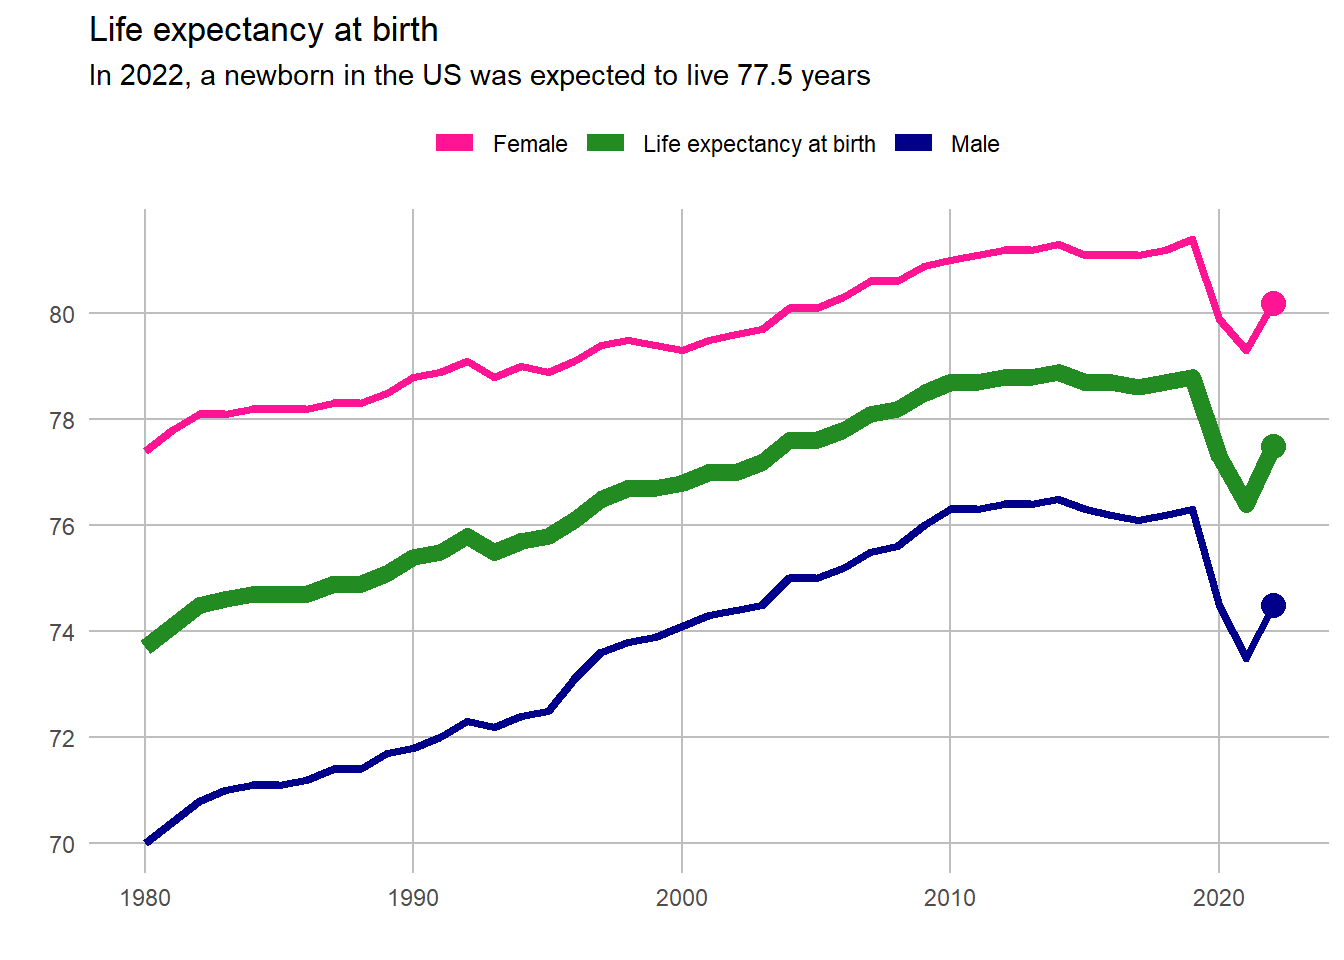 Life expectancy at birth
In 2022, a newborn in the US was expected to live 77.5 years
Female Life expectancy at birth Male
80
78
76
74
72
70
1980 1990 2000 2010 2020